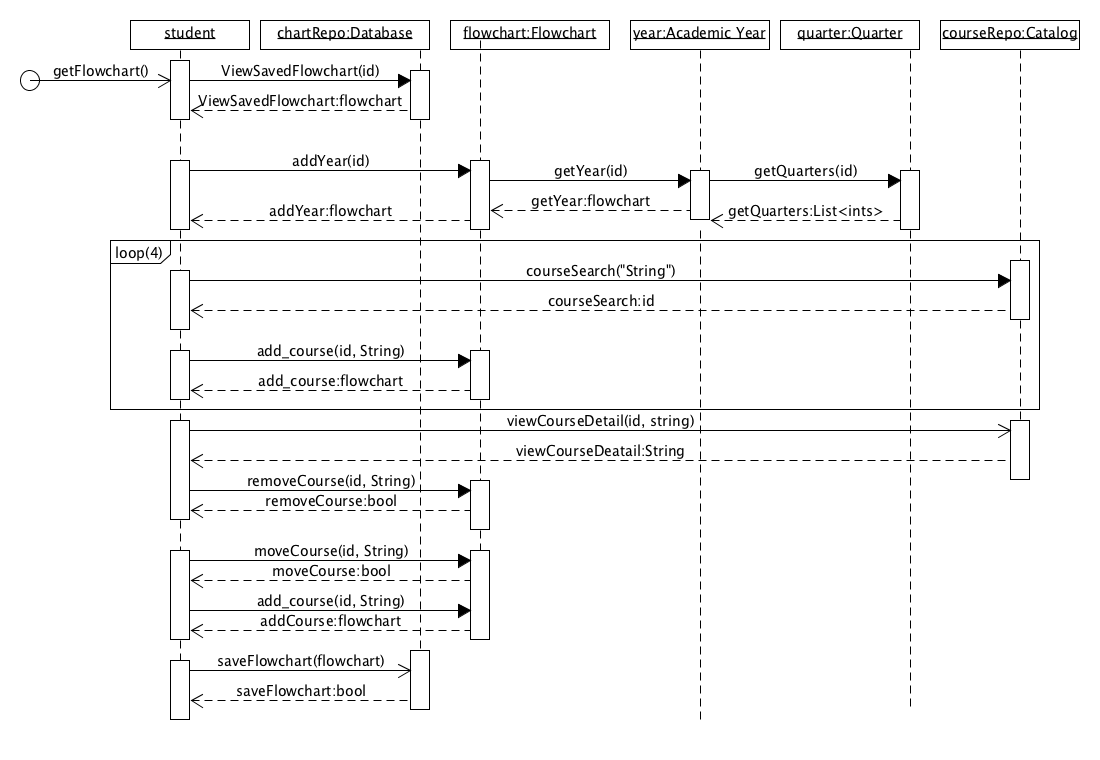 student
chartRepo:Database
flowchart:Flowchart
year:Academic Year
quarter:Quarter
courseRepo:Catalog
getFlowchart()
ViewSavedFlowchart(id)
ViewSavedFlowchart:flowchart
addYear(id)
getYear(id)
getQuarters(id)
getYear:flowchart
addYear:flowchart
getQuarters:List<ints>
loop(4)
courseSearch("String")
courseSearch:id
add_course(id, String)
add_course:flowchart
viewCourseDetail(id, string)
viewCourseDeatail:String
removeCourse(id, String)
removeCourse:bool
moveCourse(id, String)
moveCourse:bool
add_course(id, String)
addCourse:flowchart
saveFlowchart(flowchart)
saveFlowchart:bool